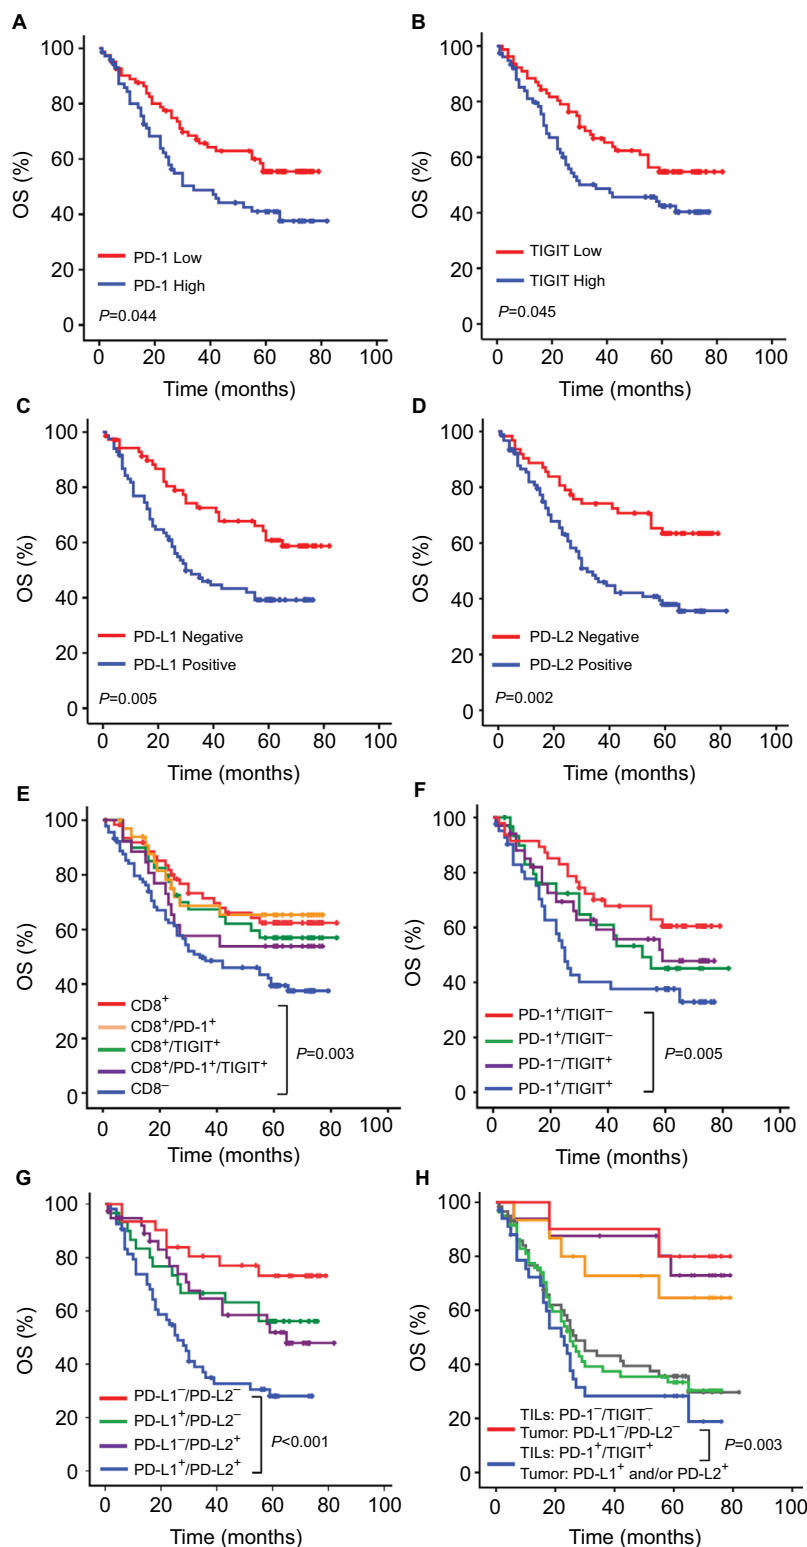 A
100
80
60
40
20
0
OS (%)
PD-1 Low
PD-1 High
P=0.044
0 20 40 60 80 100
Time (months)
B
100
80
60
40
20
0
OS (%)
TIGIT Low
TIGIT High
P=0.045
0 20 40 60 80 100
Time (months)
C
100
80
60
40
20
0
OS (%)
PD-L1 Negative
PD-L1 Positive
P=0.005
0 20 40 60 80 100
Time (months)
D
100
80
60
40
20
0
OS (%)
PD-L2 Negative
PD-L2 Positive
P=0.002
0 20 40 60 80 100
Time (months)
E
100
80
60
40
20
0
OS (%)
CD8⁺
CD8⁺/PD-1⁺
CD8⁺/TIGIT⁺
CD8⁺/PD-1⁺/TIGIT⁺
CD8⁻
P=0.003
0 20 40 60 80 100
Time (months)
F
100
80
60
40
20
0
OS (%)
PD-1⁺/TIGIT⁻
PD-1⁺/TIGIT⁻
PD-1⁻/TIGIT⁺
PD-1⁺/TIGIT⁺
P=0.005
0 20 40 60 80 100
Time (months)
G
100
80
60
40
20
0
OS (%)
PD-L1⁻/PD-L2⁻
PD-L1⁺/PD-L2⁻
PD-L1⁻/PD-L2⁺
PD-L1⁺/PD-L2⁺
P<0.001
0 20 40 60 80 100
Time (months)
H
100
80
60
40
20
0
OS (%)
TILs: PD-1⁻/TIGIT⁻.
Tumor: PD-L1⁻/PD-L2⁻
TILs: PD-1⁺/TIGIT⁺
Tumor: PD-L1⁺ and/or PD-L2⁺
P=0.003
0 20 40 60 80 100
Time (months)